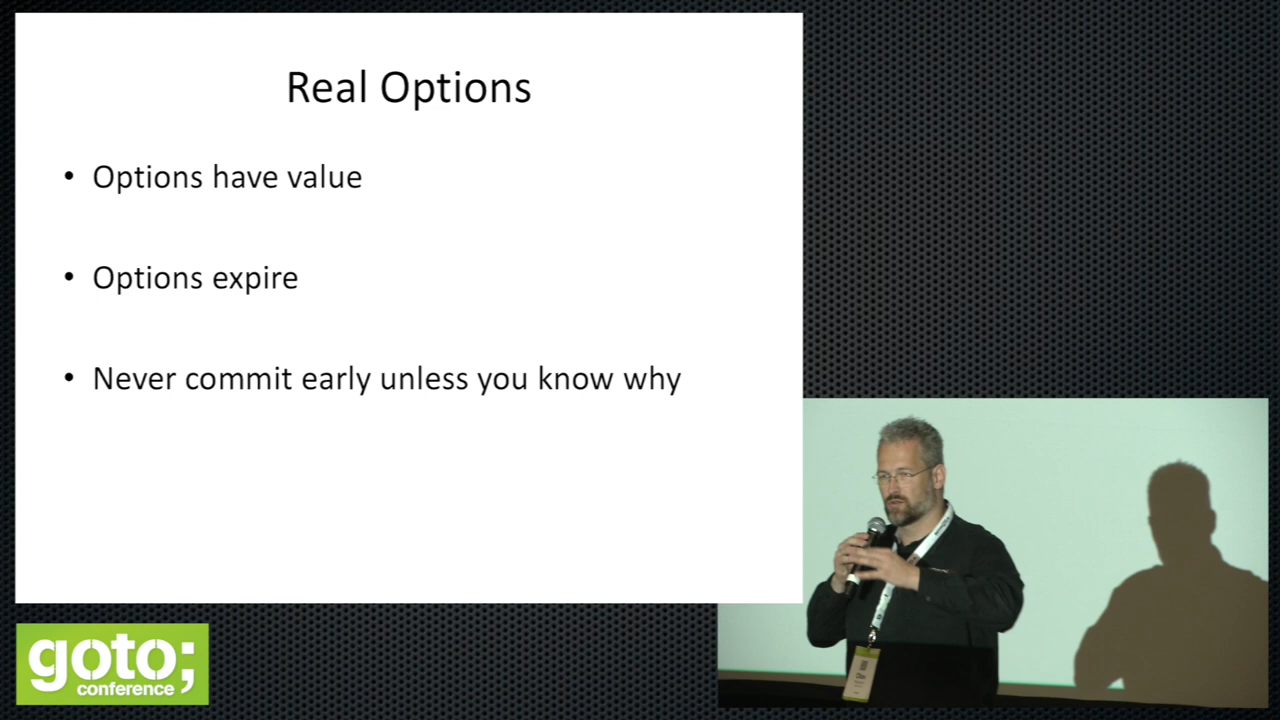 Real Options
• Options have value
• Options expire
• Never commit early unless you know why
goto;
conference